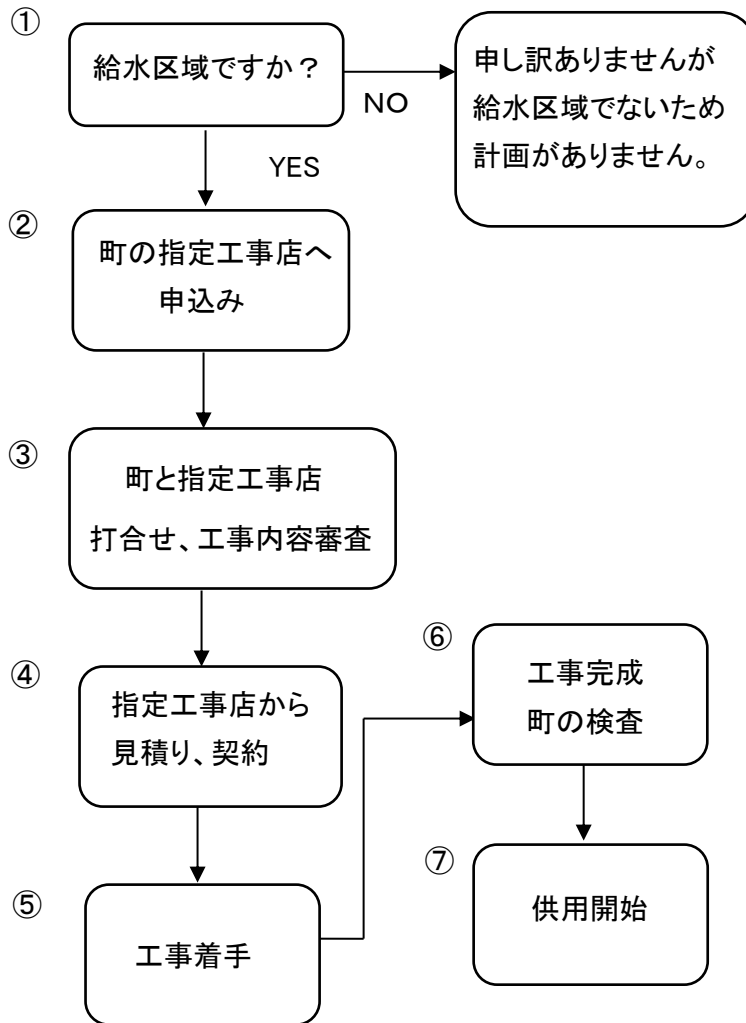 ①
給水区域ですか？
NO
申し訳ありませんが
給水区域でないため
計画がありません。
YES
②
町の指定工事店へ
申込み
③
町と指定工事店
打合せ、工事内容審査
④
指定工事店から
見積り、契約
⑤
工事着手
⑥
工事完成
町の検査
⑦
供用開始